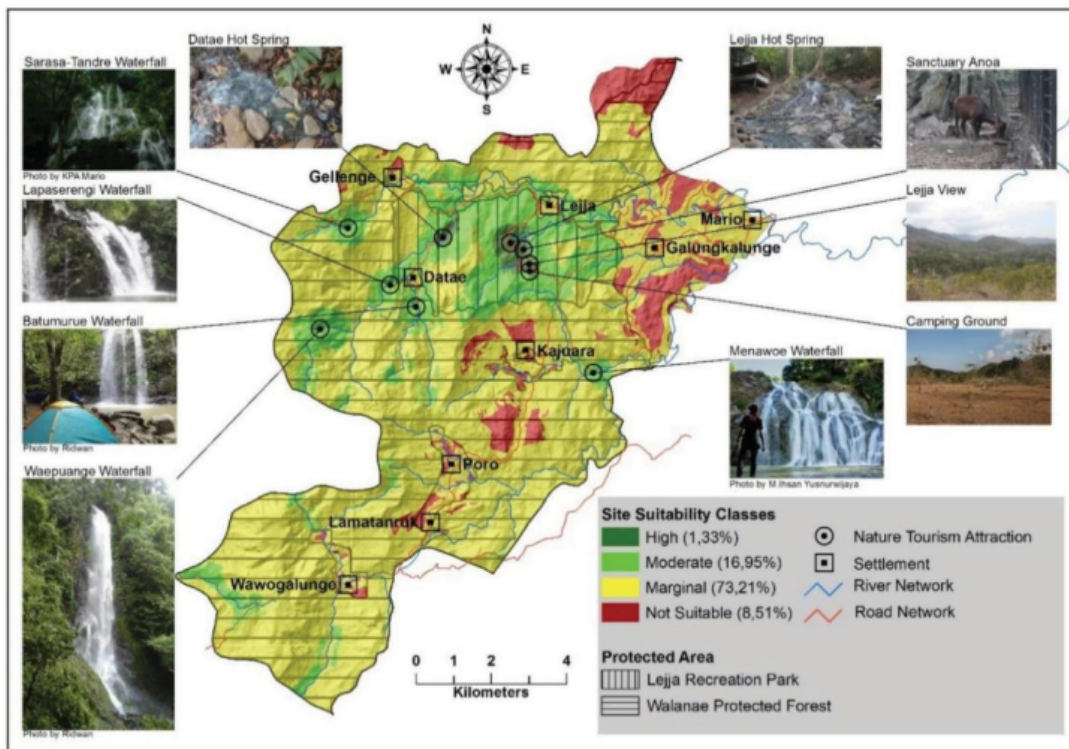 Datae Hot Spring
N
W
E
S
Lejja Hot Spring
Sarasa-Tandre Waterfall
Photo by KPA Mario
Sanctuary Anoa
Lapaserengi Waterfall
Lejja View
Batumurue Waterfall
Photo by Ridwan
Camping Ground
Menawoe Waterfall
Photo by M.Ihsan Yusnurwijaya
Waepuange Waterfall
Photo by Ridwan
Gellenge
Lejja
Mario
Galungkalunge
Datae
Kajuara
Poro
Lamatanruk
Wawogalunge
0 2 4
Kilometers
Site Suitability Classes
High (1,33%)
Moderate (16,95%)
Marginal (73,21%)
Not Suitable (8,51%)
Nature Tourism Attraction
Settlement
River Network
Road Network
Protected Area
Lejja Recreation Park
Walanae Protected Forest